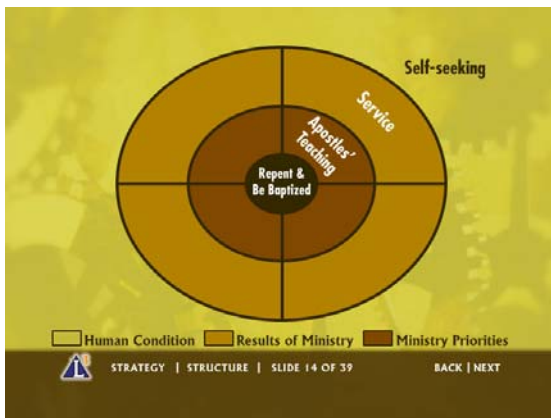 Self-seeking
Service
Apostles'
Teaching
Repent &
Be Baptized
Human Condition Results of Ministry Ministry Priorities
STRATEGY | STRUCTURE | SLIDE 14 OF 39 BACK | NEXT